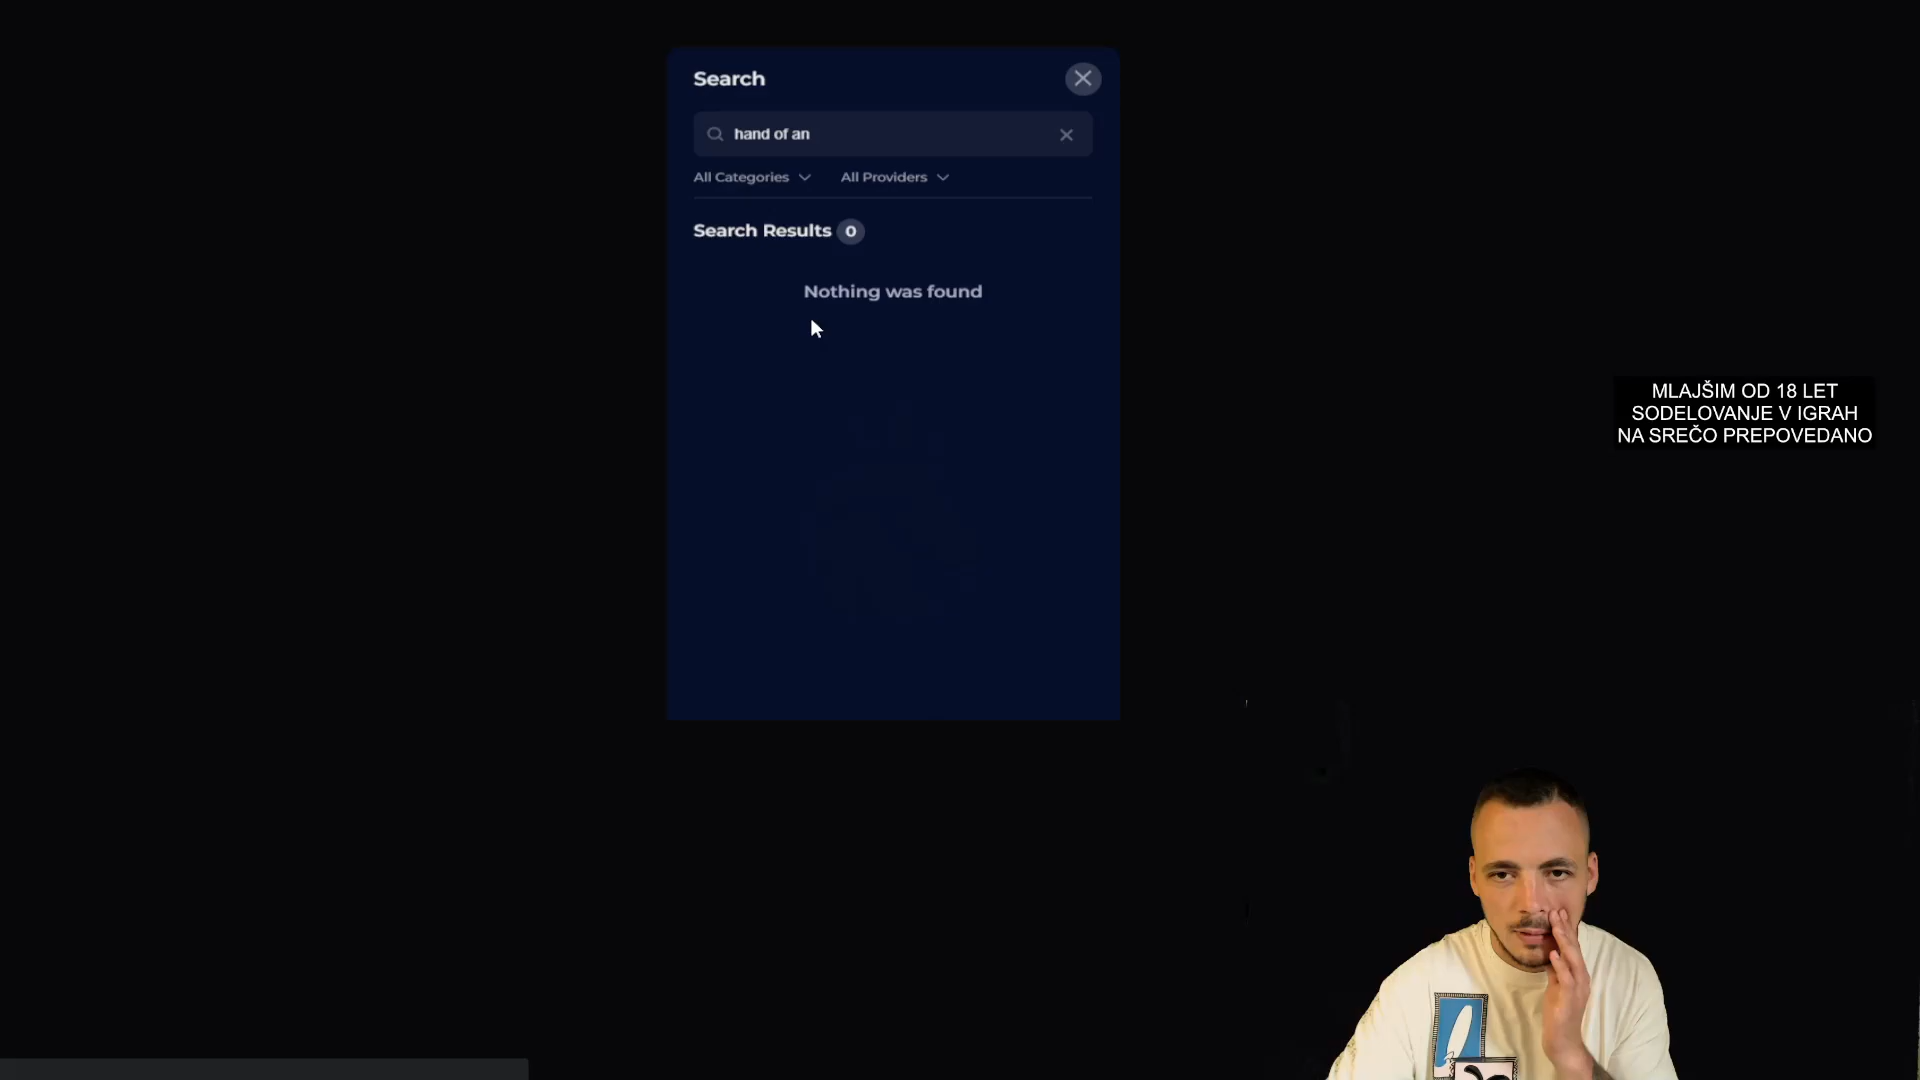 Search
hand of an
All Categories
All Providers
Search Results 0
Nothing was found
MLAJŠIM OD 18 LET
SODELOVANJE V IGRAH
NA SREČO PREPOVEDANO